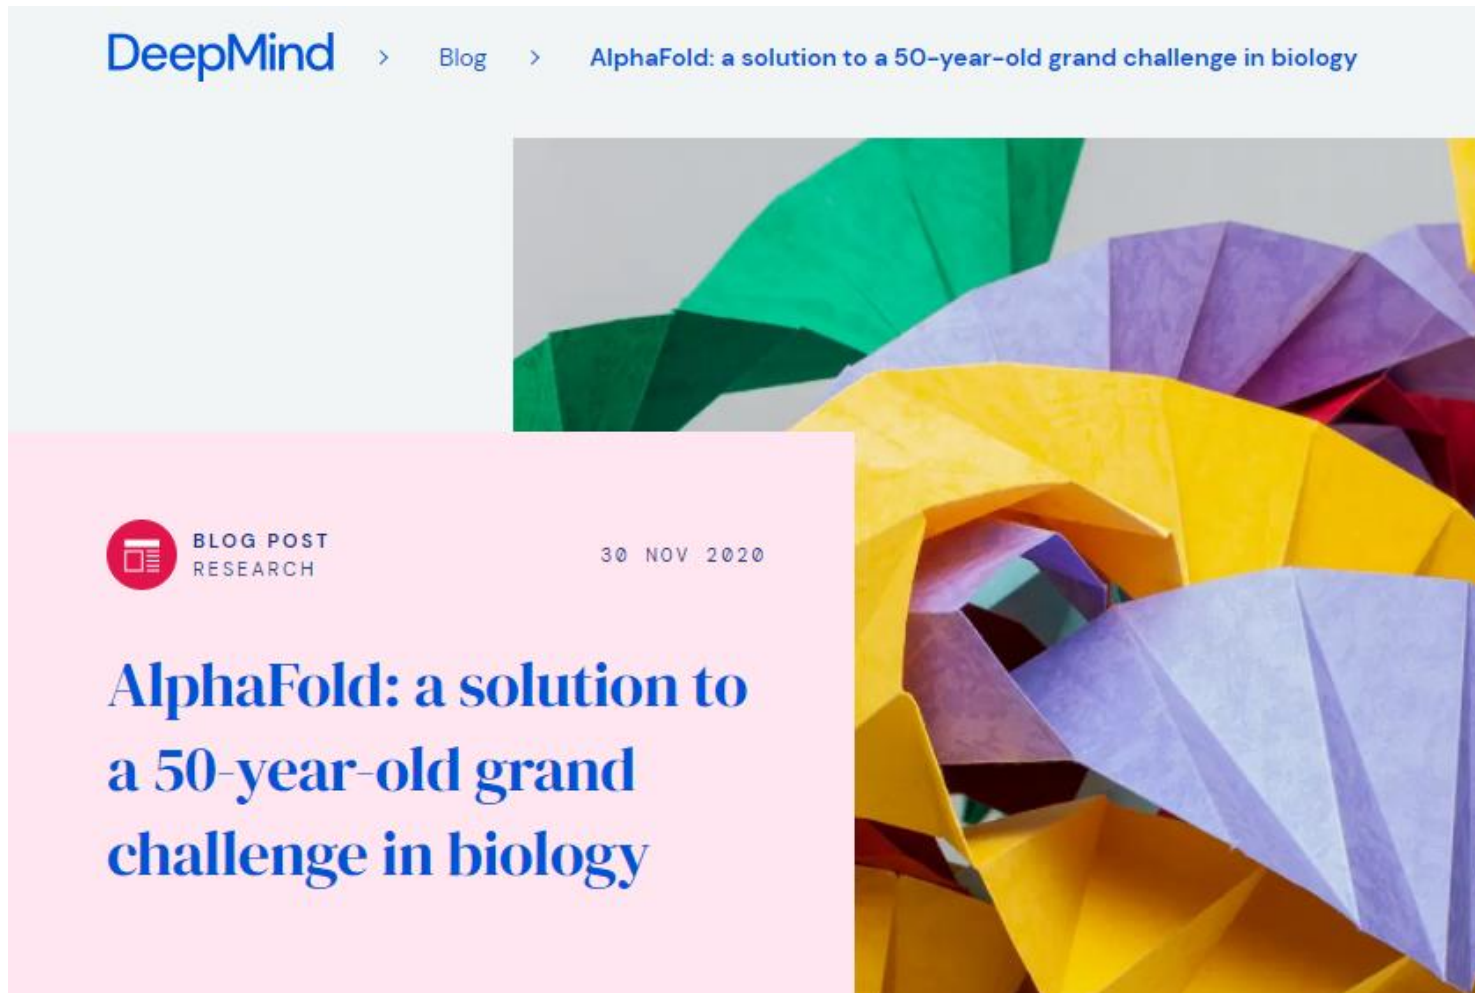 DeepMind > Blog > AlphaFold: a solution to a 50-year-old grand challenge in biology
BLOG POST
RESEARCH
30 NOV 2020
AlphaFold: a solution to
a 50-year-old grand
challenge in biology